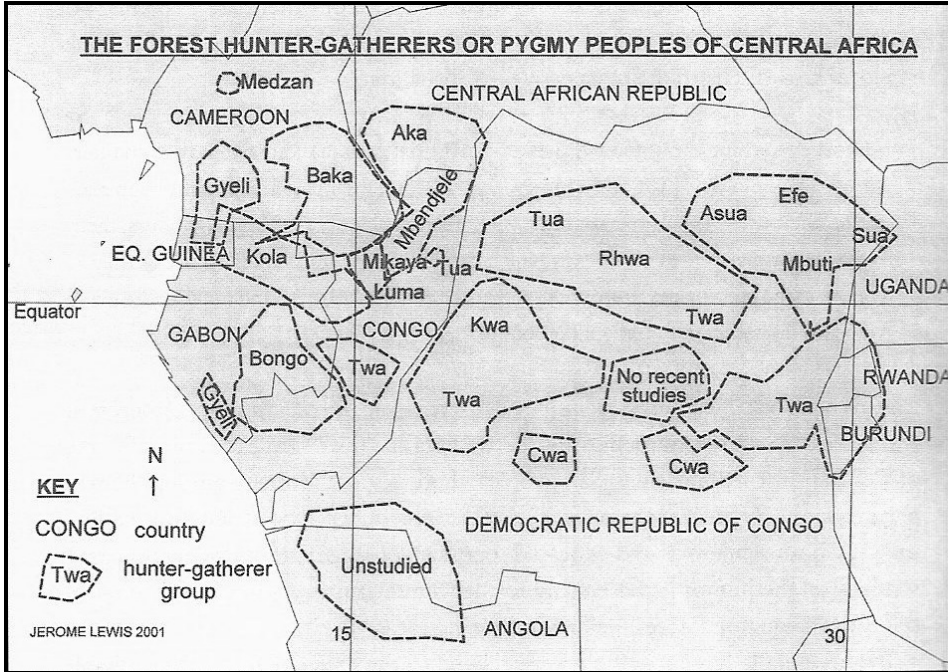 THE FOREST HUNTER-GATHERERS OR PYGMY PEOPLES OF CENTRAL AFRICA
Medzan
CENTRAL AFRICAN REPUBLIC
CAMEROON
Aka
Baka
Gyeli
Mbendjele
Efe
Asua
Tua
Sua
EQ. GUINEA
Kola
Mikaya
Tua
Rhwa
Mbuti
UGANDA
Luma
Equator
GABON
CONGO
Kwa
Twa
Bongo
Twa
No recent
studies
RWANDA
Gyeli
Twa
Twa
BURUNDI
Cwa
Cwa
N
KEY
CONGO country
Twa hunter-gatherer
group
DEMOCRATIC REPUBLIC OF CONGO
Unstudied
JEROME LEWIS 2001
15
ANGOLA
30